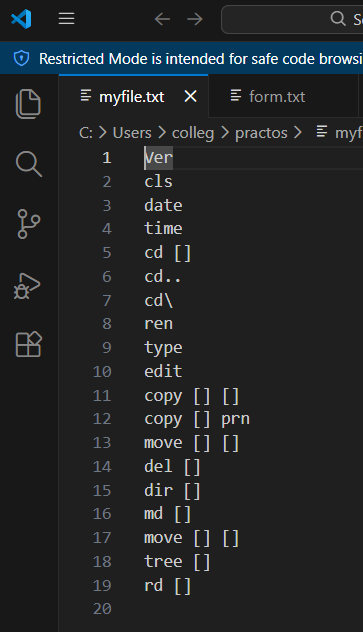 Se
Restricted Mode is intended for safe code browsi
myfile.txt
form.txt
C: > Users > colleg > practos > myf
1 Ver
2 cls
3 date
4 time
5 cd []
6 cd..
7 cd\
8 ren
9 type
10 edit
11 copy [] []
12 copy [] prn
13 move [] []
14 del []
15 dir []
16 md []
17 move [] []
18 tree []
19 rd []
20